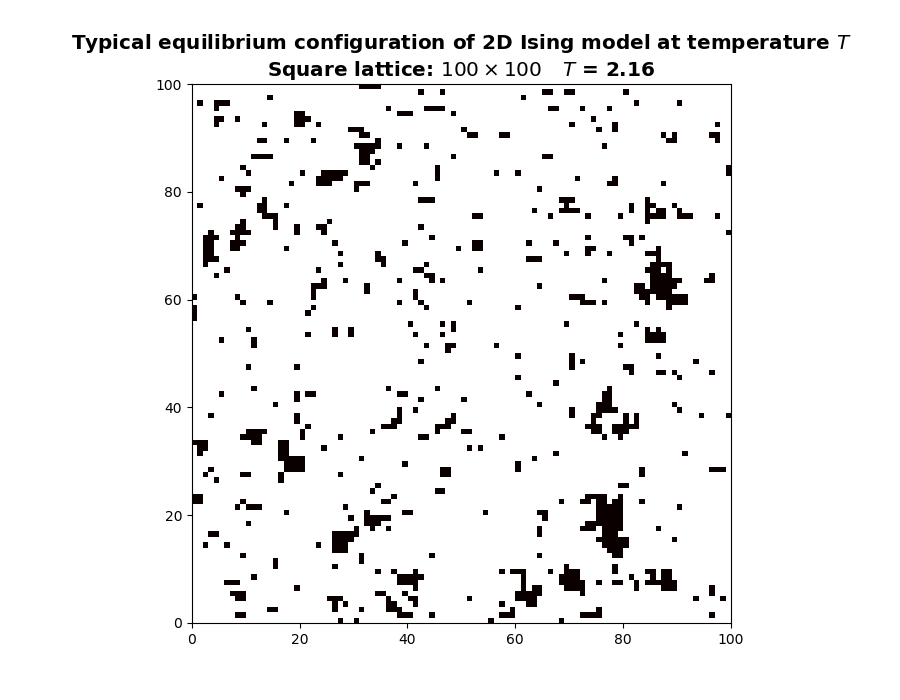 Typical equilibrium configuration of 2D Ising model at temperature T
Square lattice: 100 × 100 T = 2.16
100
80
60
40
20
0
0 20 40 60 80 100